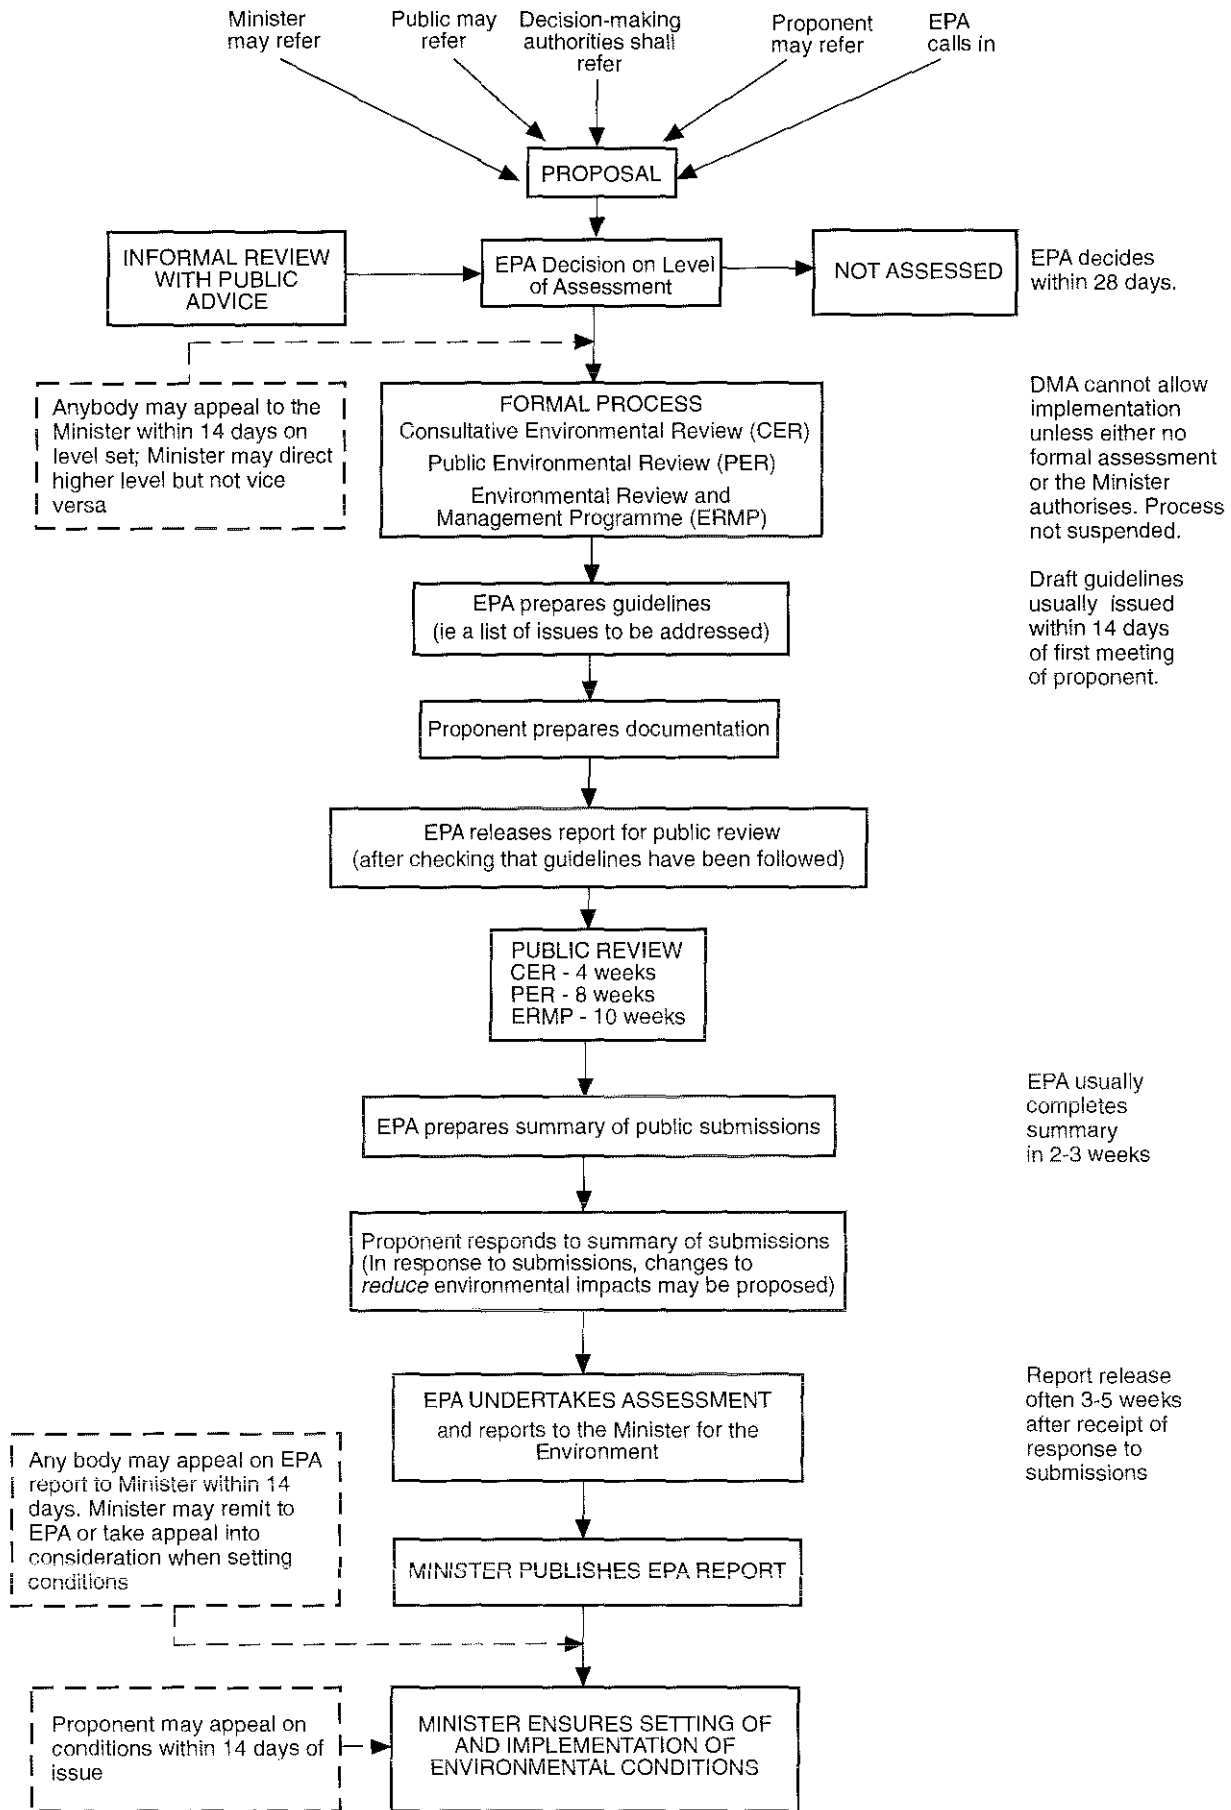 Minister
may refer
Public may
refer
Decision-making
authorities shall
refer
Proponent
may refer
EPA
calls in
PROPOSAL
INFORMAL REVIEW
WITH PUBLIC
ADVICE
EPA Decision on Level
of Assessment
NOT ASSESSED
EPA decides
within 28 days.
Anybody may appeal to the
Minister within 14 days on
level set; Minister may direct
higher level but not vice
versa
FORMAL PROCESS
Consultative Environmental Review (CER)
Public Environmental Review (PER)
Environmental Review and
Management Programme (ERMP)
DMA cannot allow
implementation
unless either no
formal assessment
or the Minister
authorises. Process
not suspended.
EPA prepares guidelines
(ie a list of issues to be addressed)
Draft guidelines
usually issued
within 14 days
of first meeting
of proponent.
Proponent prepares documentation
EPA releases report for public review
(after checking that guidelines have been followed)
PUBLIC REVIEW
CER - 4 weeks
PER - 8 weeks
ERMP - 10 weeks
EPA prepares summary of public submissions
EPA usually
completes
summary
in 2-3 weeks
Proponent responds to summary of submissions
(In response to submissions, changes to
reduce environmental impacts may be proposed)
EPA UNDERTAKES ASSESSMENT
and reports to the Minister for the
Environment
Report release
often 3-5 weeks
after receipt of
response to
submissions
Any body may appeal on EPA
report to Minister within 14
days. Minister may remit to
EPA or take appeal into
consideration when setting
conditions
MINISTER PUBLISHES EPA REPORT
Proponent may appeal on
conditions within 14 days of
issue
MINISTER ENSURES SETTING OF
AND IMPLEMENTATION OF
ENVIRONMENTAL CONDITIONS